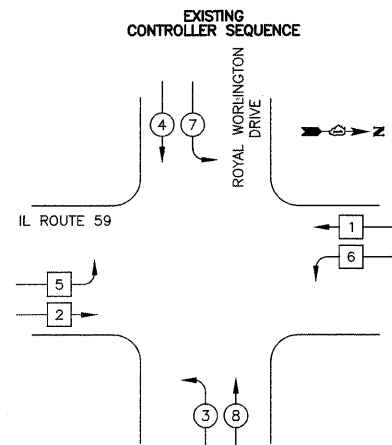 EXISTING
CONTROLLER SEQUENCE
ROYAL WORLINGTON
DRIVE
4
7
N
IL ROUTE 59
1
6
5
2
3
8